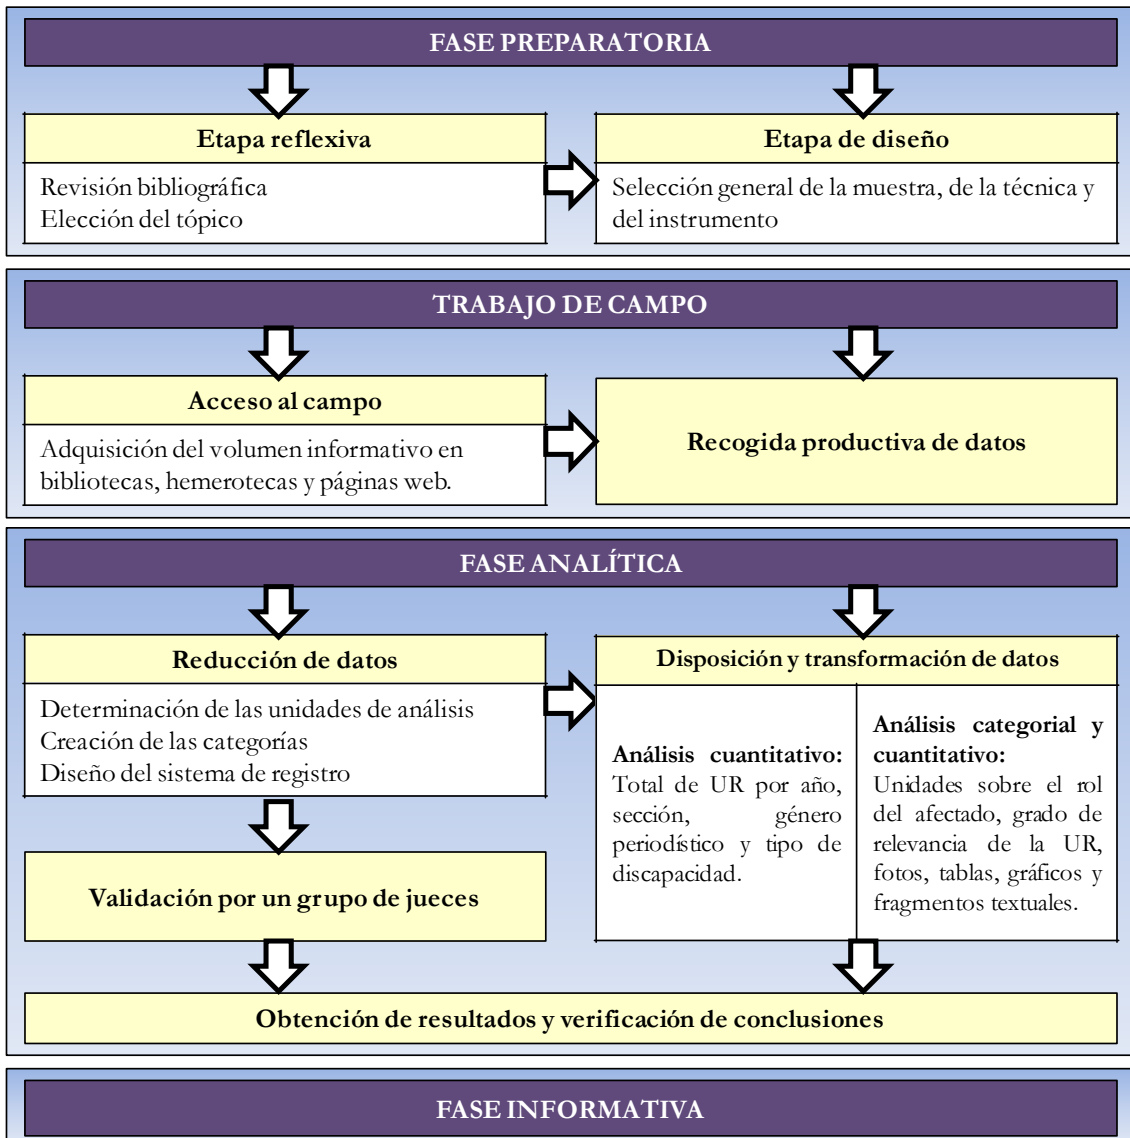 FASE PREPARATORIA
Etapa reflexiva
Revisión bibliográfica
Elección del tópico
Etapa de diseño
Selección general de la muestra, de la técnica y
del instrumento
TRABAJO DE CAMPO
Acceso al campo
Adquisición del volumen informativo en
bibliotecas, hemerotecas y páginas web.
Recogida productiva de datos
FASE ANALÍTICA
Reducción de datos
Determinación de las unidades de análisis
Creación de las categorías
Diseño del sistema de registro
Validación por un grupo de jueces
Disposición y transformación de datos
Análisis cuantitativo:
Total de UR por año,
sección, género
periodístico y tipo de
discapacidad.
Análisis categorial y
cuantitativo:
Unidades sobre el rol
del afectado, grado de
relevancia de la UR,
fotos, tablas, gráficos y
fragmentos textuales.
Obtención de resultados y verificación de conclusiones
FASE INFORMATIVA